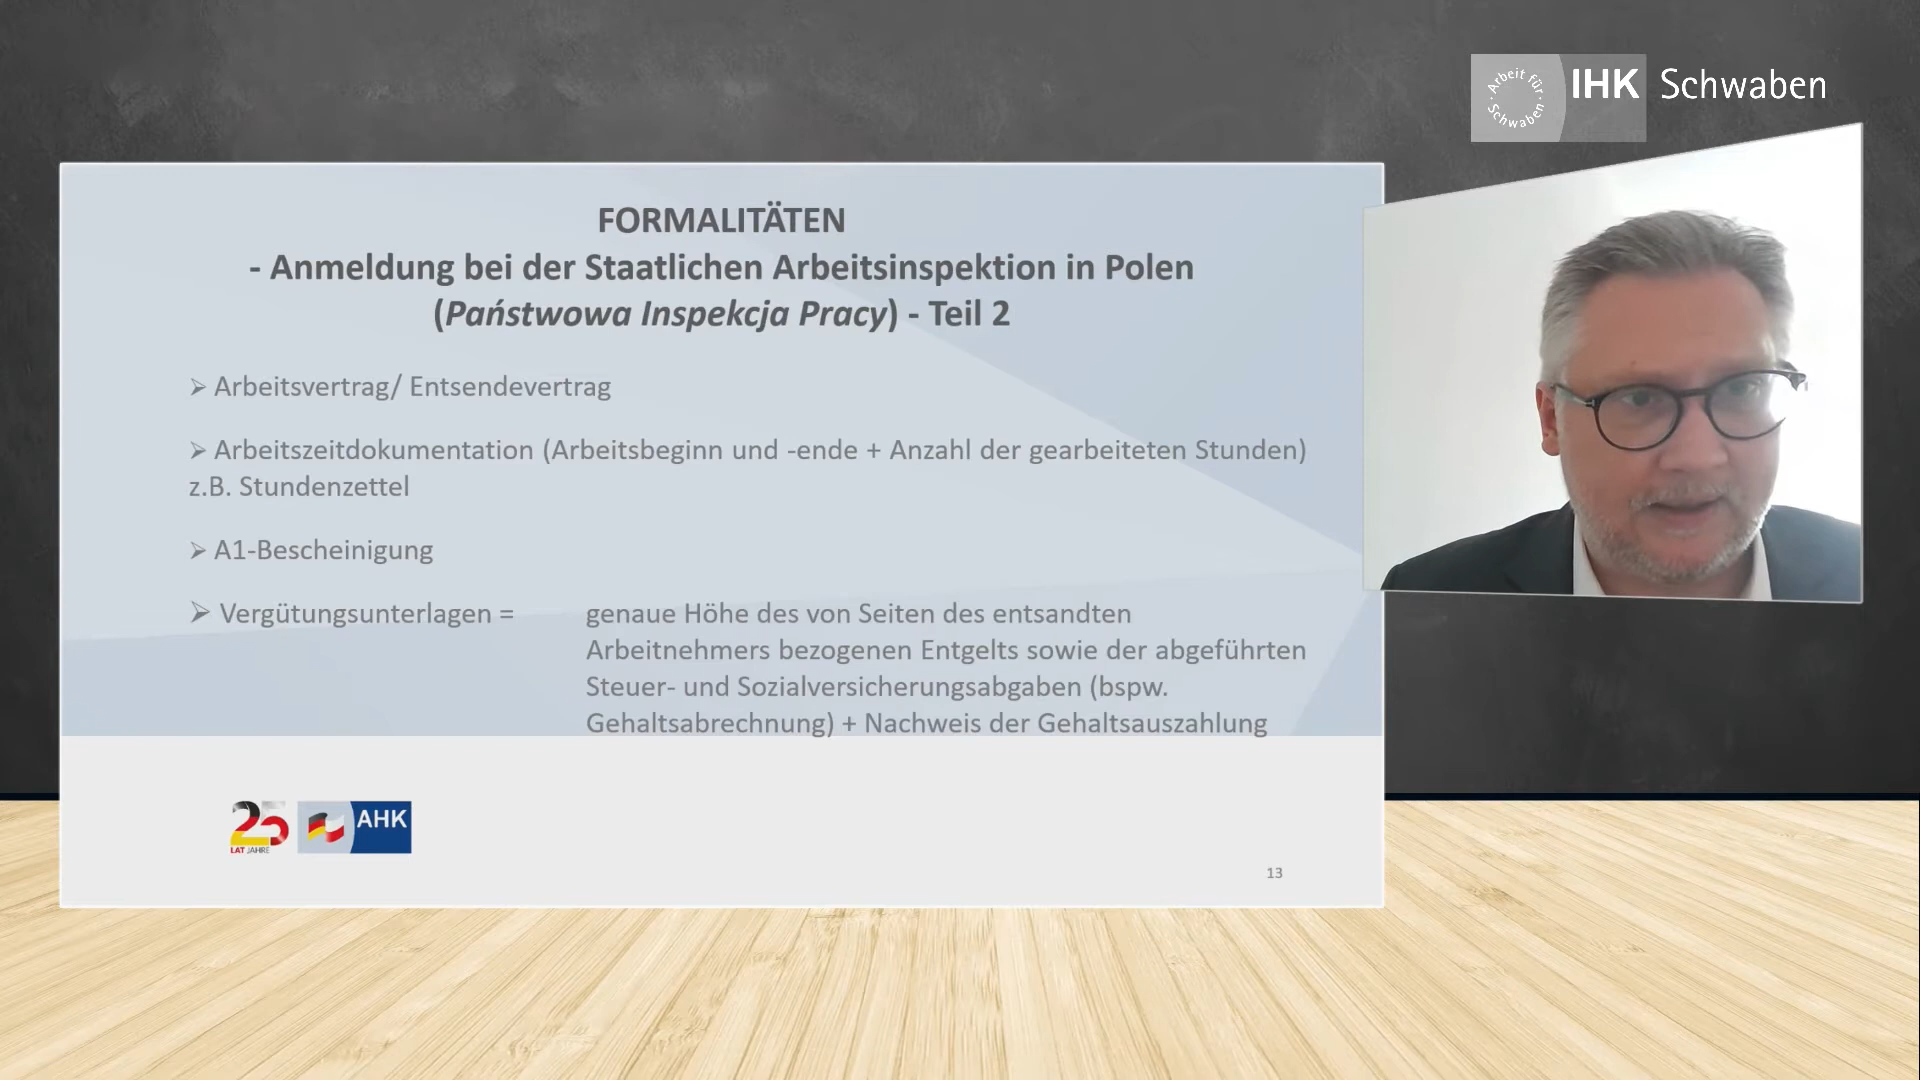 Arbeit für Schwaben
IHK Schwaben
FORMALITÄTEN
- Anmeldung bei der Staatlichen Arbeitsinspektion in Polen
(Państwowa Inspekcja Pracy) - Teil 2
➢ Arbeitsvertrag/ Entsendevertrag
➢ Arbeitszeitdokumentation (Arbeitsbeginn und -ende + Anzahl der gearbeiteten Stunden)
z.B. Stundenzettel
➢ A1-Bescheinigung
➢ Vergütungsunterlagen = genaue Höhe des von Seiten des entsandten
Arbeitnehmers bezogenen Entgelts sowie der abgeführten
Steuer- und Sozialversicherungsabgaben (bspw.
Gehaltsabrechnung) + Nachweis der Gehaltsauszahlung
25
LAT JAHRE
AHK
13